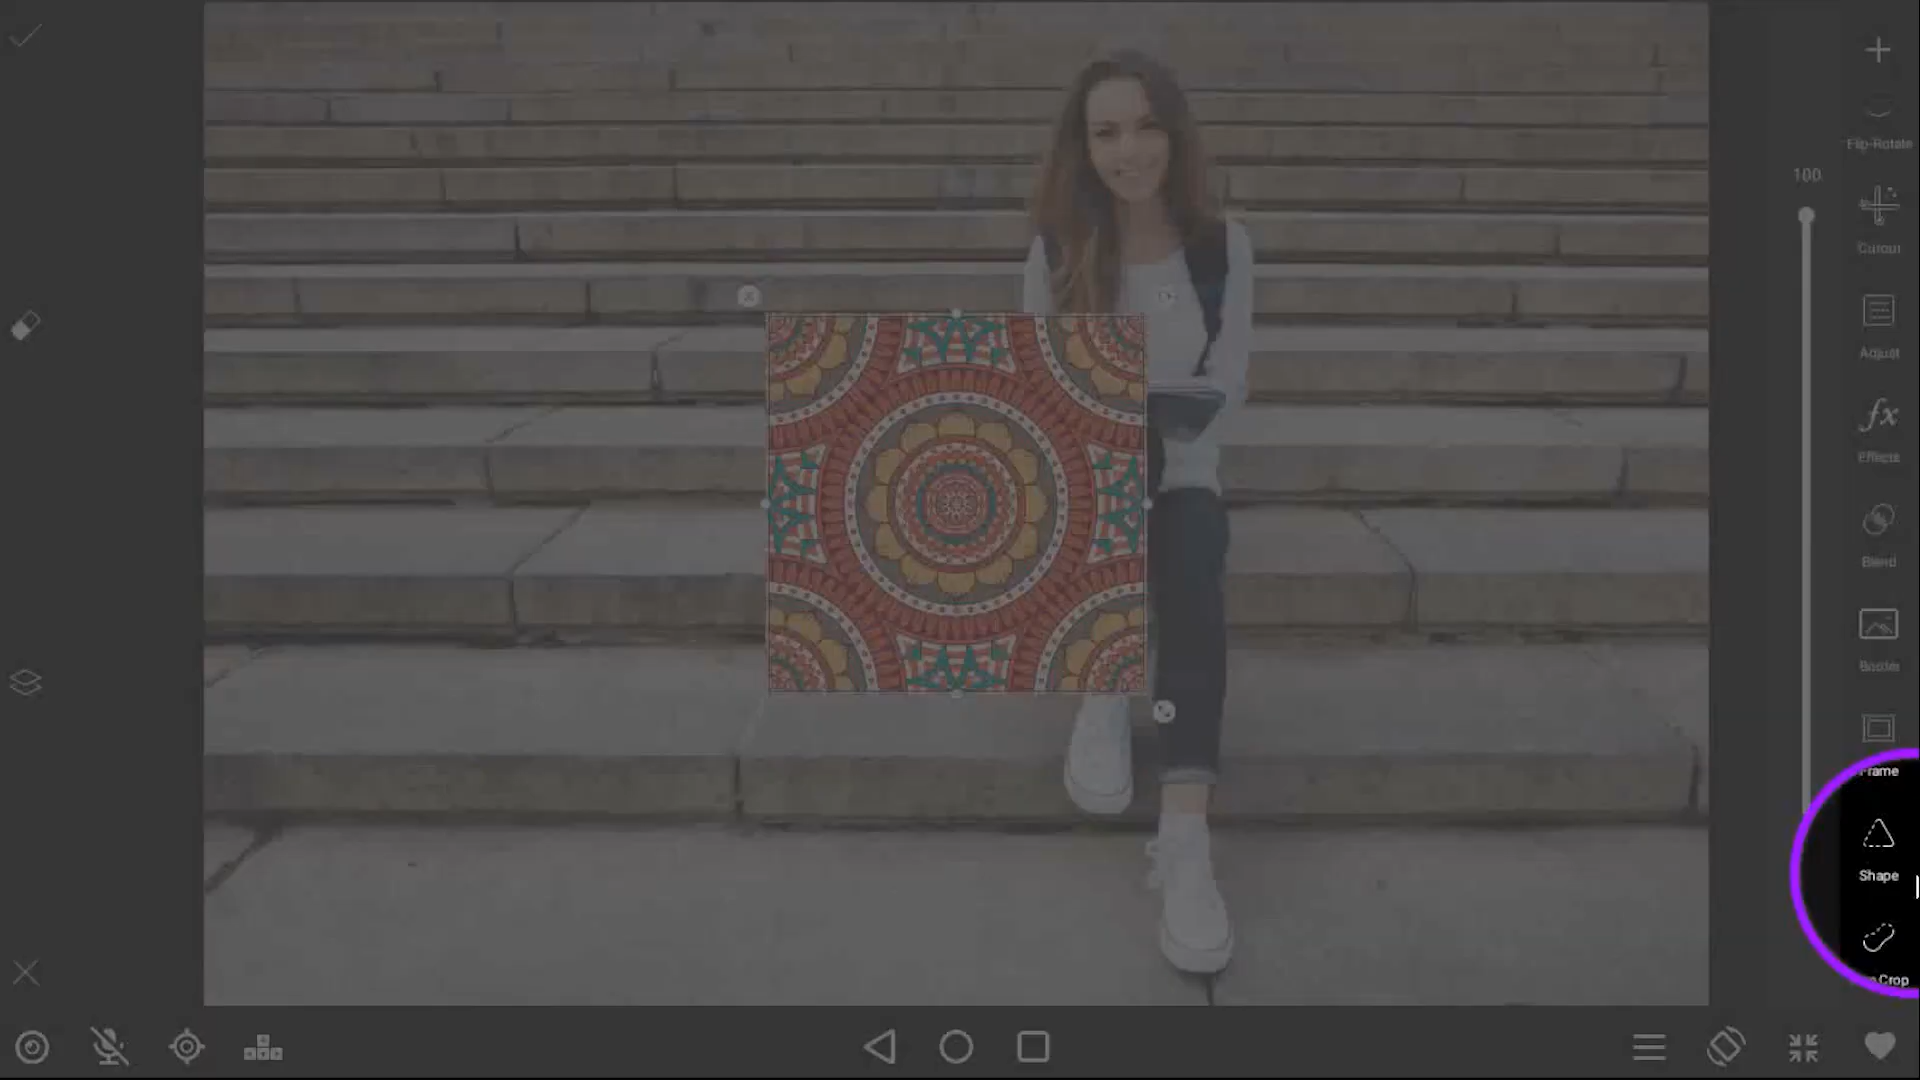 Flip-Rotate
100
Cutout
Adjust
fx
Effects
Blend
Border
Frame
Shape
Crop